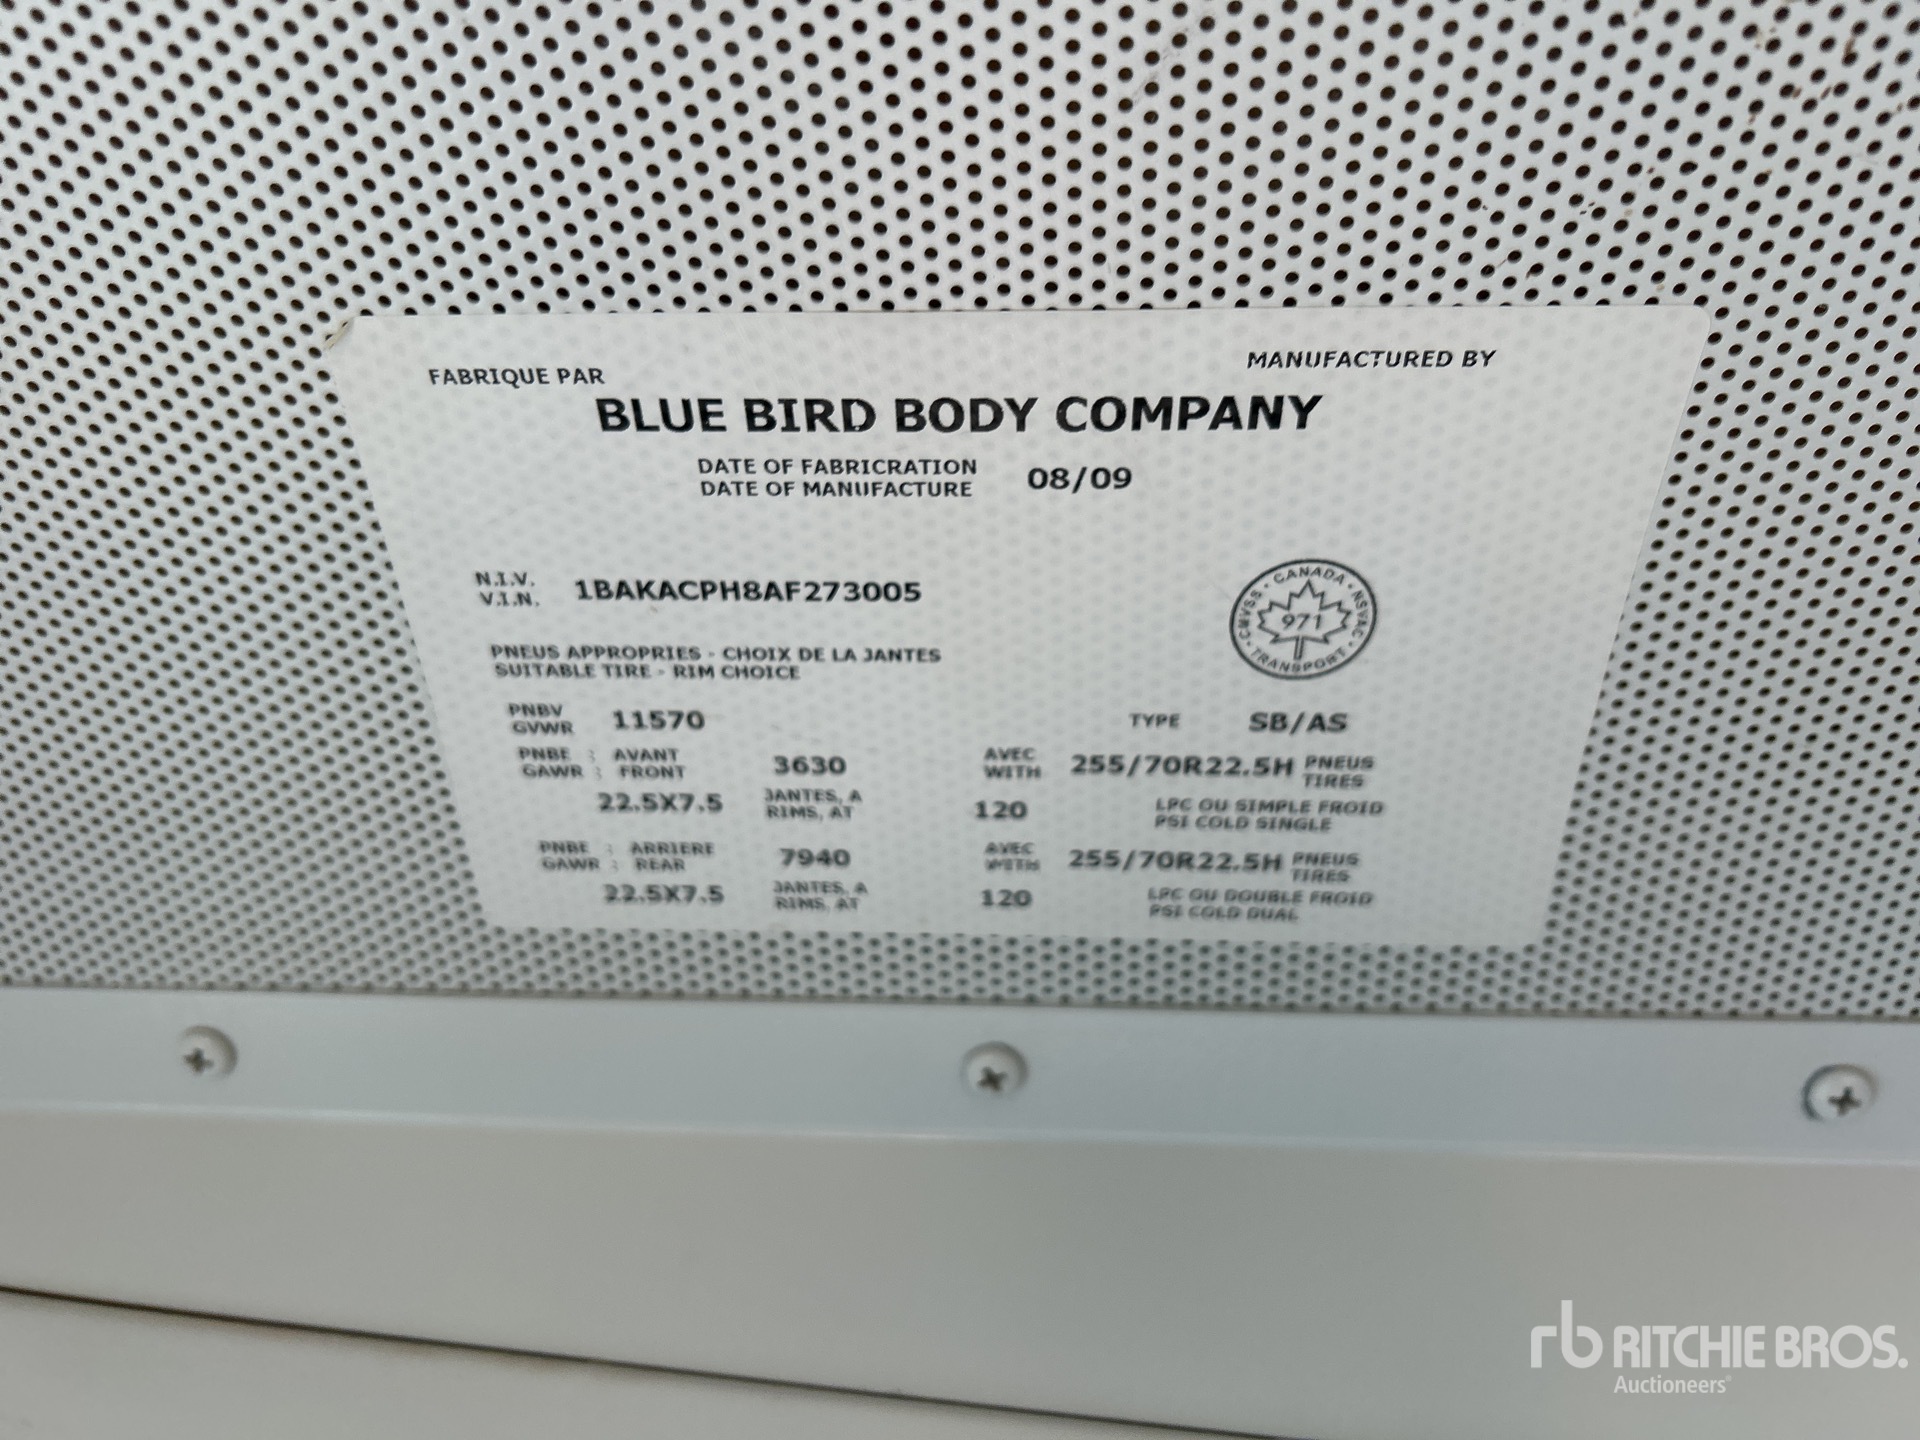 FABRIQUE PAR
MANUFACTURED BY
BLUE BIRD BODY COMPANY
DATE OF FABRICRATION
DATE OF MANUFACTURE
08/09
N.I.V.
V.I.N.
1BAKACPH8AF273005
CANADA · NSVAC · TRANSPORT · CMVSS ·
971
PNEUS APPROPRIES - CHOIX DE LA JANTES
SUITABLE TIRE - RIM CHOICE
PNBV
GVWR
11570
TYPE SB/AS
PNBE : AVANT
GAWR : FRONT
3630
AVEC
WITH
255/70R22.5H
PNEUS
TIRES
22.5X7.5
JANTES, A
RIMS, AT
120
LPC OU SIMPLE FROID
PSI COLD SINGLE
PNBE : ARRIERE
GAWR : REAR
7940
AVEC
WITH
255/70R22.5H
PNEUS
TIRES
22.5X7.5
JANTES, A
RIMS, AT
120
LPC OU DOUBLE FROID
PSI COLD DUAL
rb RITCHIE BROS.
Auctioneers